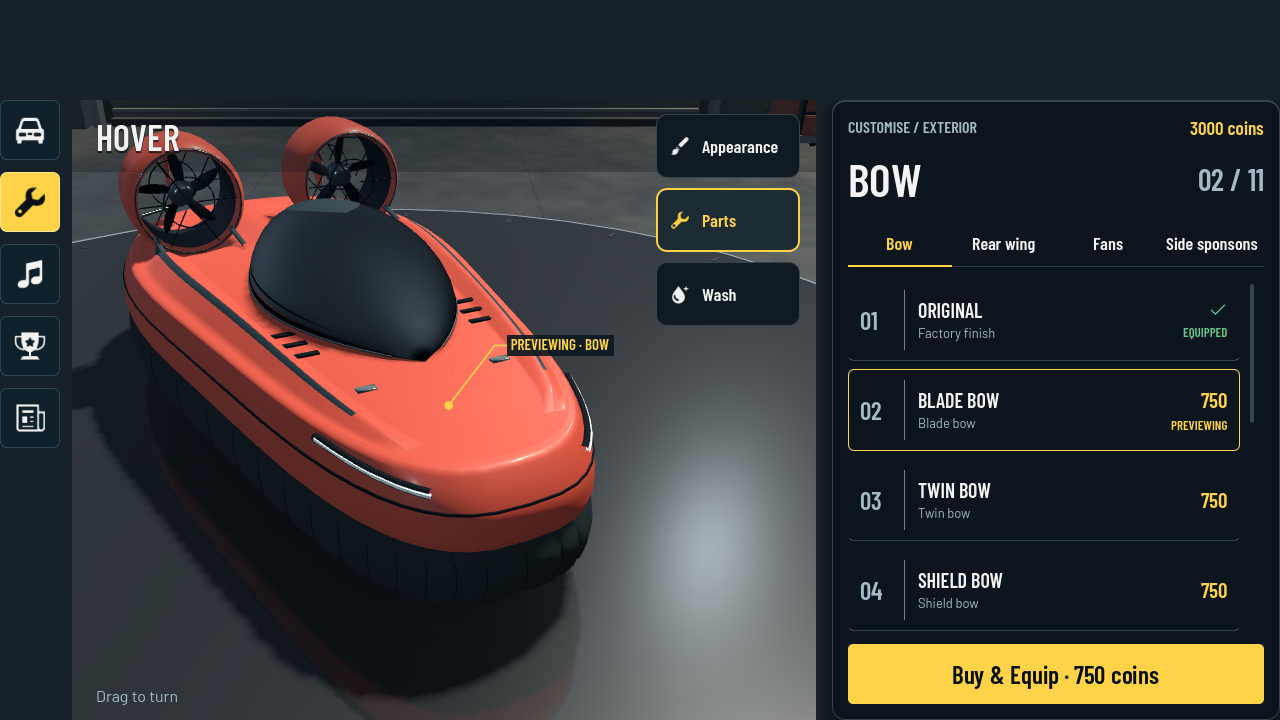 HOVER
Appearance
Parts
Wash
PREVIEWING · BOW
Drag to turn
CUSTOMISE / EXTERIOR
3000 coins
BOW
02 / 11
Bow
Rear wing
Fans
Side sponsons
01
ORIGINAL
Factory finish
EQUIPPED
02
BLADE BOW
Blade bow
750
PREVIEWING
03
TWIN BOW
Twin bow
750
04
SHIELD BOW
Shield bow
750
Buy & Equip · 750 coins